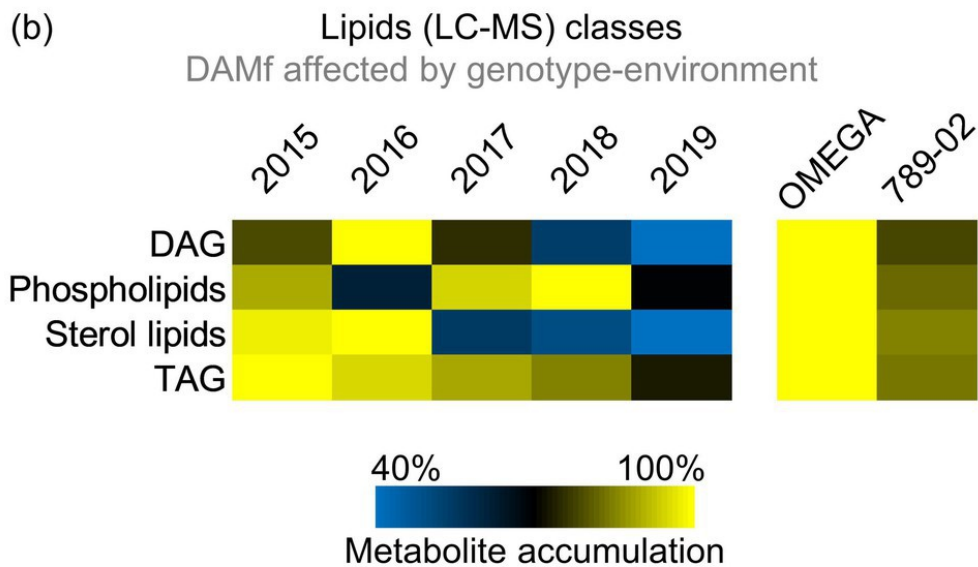 (b) Lipids (LC-MS) classes
DAMf affected by genotype-environment
2015 2016 2017 2018 2019 OMEGA 789-02
DAG
Phospholipids
Sterol lipids
TAG
40% 100%
Metabolite accumulation